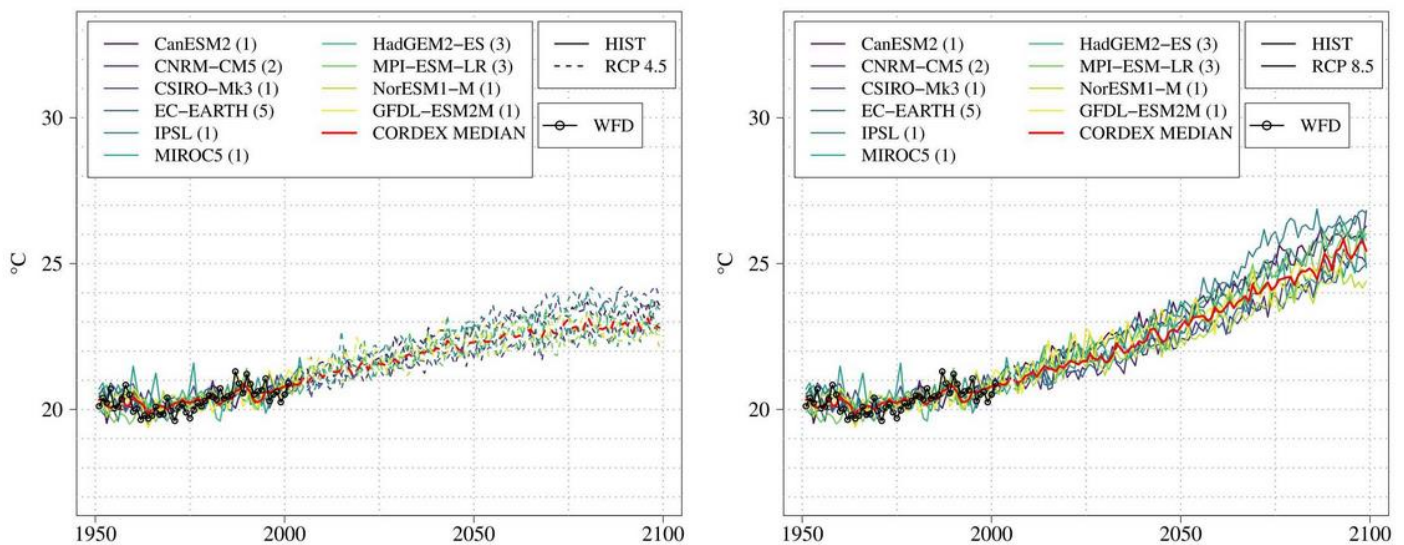 CanESM2 (1)
CNRM−CM5 (2)
CSIRO−Mk3 (1)
EC−EARTH (5)
IPSL (1)
MIROC5 (1)
HadGEM2−ES (3)
MPI−ESM−LR (3)
NorESM1−M (1)
GFDL−ESM2M (1)
CORDEX MEDIAN
HIST
RCP 4.5
WFD
°C
30
25
20
1950
2000
2050
2100
CanESM2 (1)
CNRM−CM5 (2)
CSIRO−Mk3 (1)
EC−EARTH (5)
IPSL (1)
MIROC5 (1)
HadGEM2−ES (3)
MPI−ESM−LR (3)
NorESM1−M (1)
GFDL−ESM2M (1)
CORDEX MEDIAN
HIST
RCP 8.5
WFD
°C
30
25
20
1950
2000
2050
2100